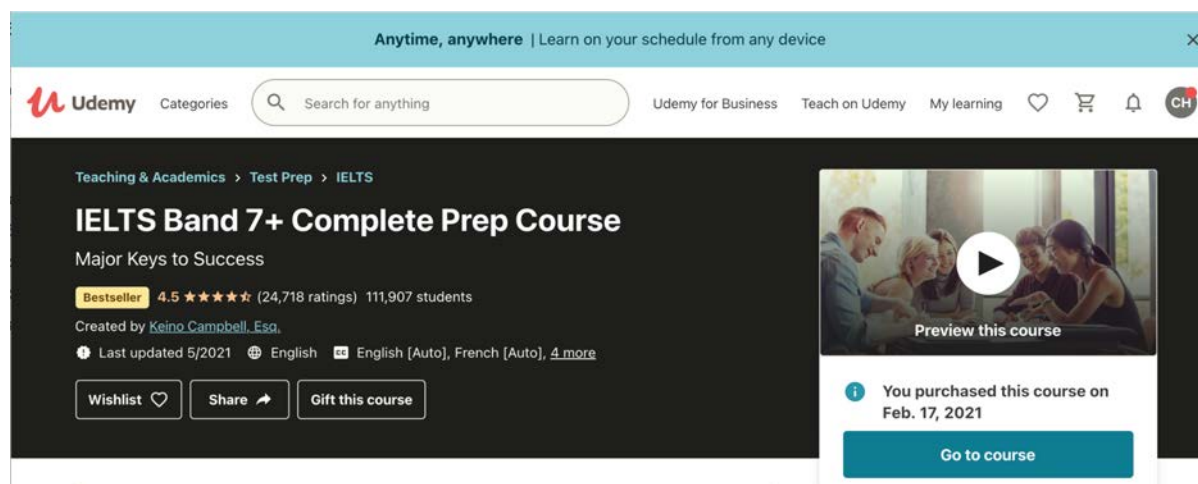 Anytime, anywhere | Learn on your schedule from any device
Udemy Categories Search for anything Udemy for Business Teach on Udemy My learning CH
Teaching & Academics > Test Prep > IELTS
IELTS Band 7+ Complete Prep Course
Major Keys to Success
Bestseller 4.5 (24,718 ratings) 111,907 students
Created by Keino Campbell, Esq.
Last updated 5/2021 English CC English [Auto], French [Auto], 4 more
Wishlist Share Gift this course
Preview this course
You purchased this course on
Feb. 17, 2021
Go to course